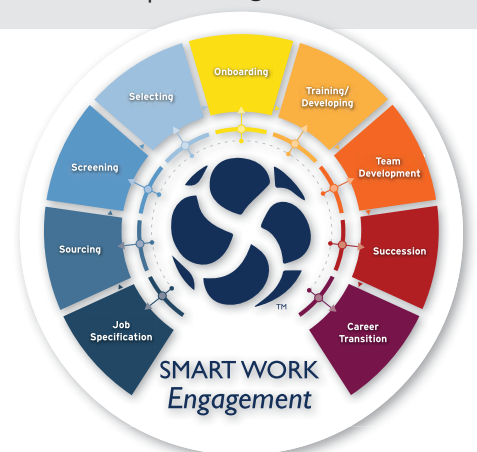 Onboarding
Selecting
Training/
Developing
Screening
Team
Development
Sourcing
Succession
Job
Specification
Career
Transition
TM
SMART WORK
Engagement